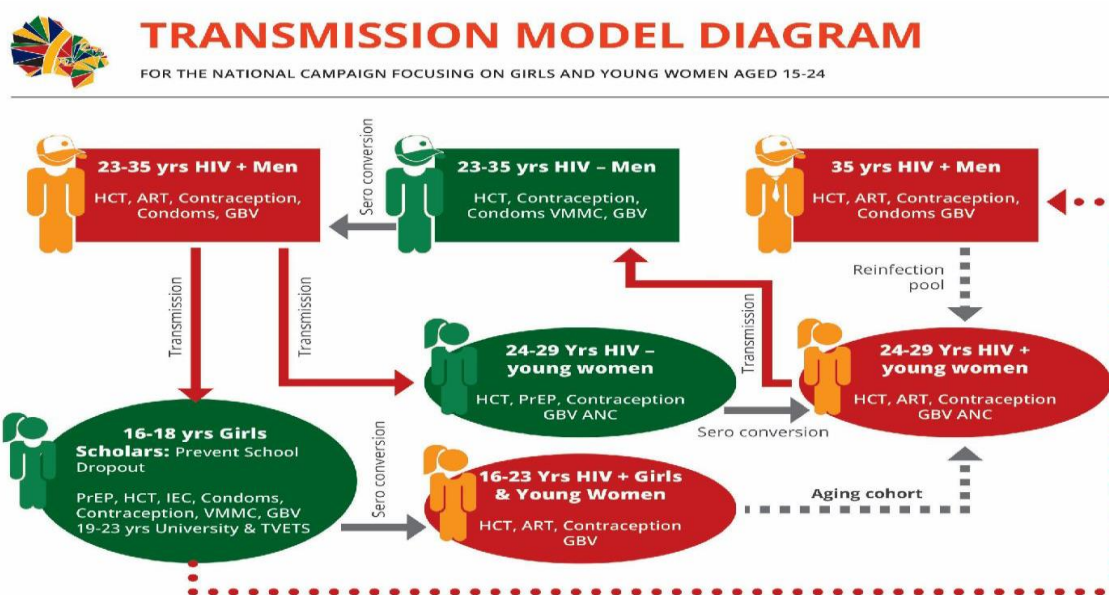 TRANSMISSION MODEL DIAGRAM
FOR THE NATIONAL CAMPAIGN FOCUSING ON GIRLS AND YOUNG WOMEN AGED 15-24
23-35 yrs HIV + Men
HCT, ART, Contraception,
Condoms, GBV
Sero conversion
23-35 yrs HIV – Men
HCT, Contraception,
Condoms VMMC, GBV
35 yrs HIV + Men
HCT, ART, Contraception,
Condoms GBV
Transmission
Transmission
Reinfection
pool
24-29 Yrs HIV –
young women
HCT, PrEP, Contraception
GBV ANC
Transmission
24-29 Yrs HIV +
young women
HCT, ART, Contraception
GBV ANC
Sero conversion
16-18 yrs Girls
Scholars: Prevent School
Dropout
PrEP, HCT, IEC, Condoms,
Contraception, VMMC, GBV
19-23 yrs University & TVETS
Sero conversion
16-23 Yrs HIV + Girls
& Young Women
HCT, ART, Contraception
GBV
Aging cohort